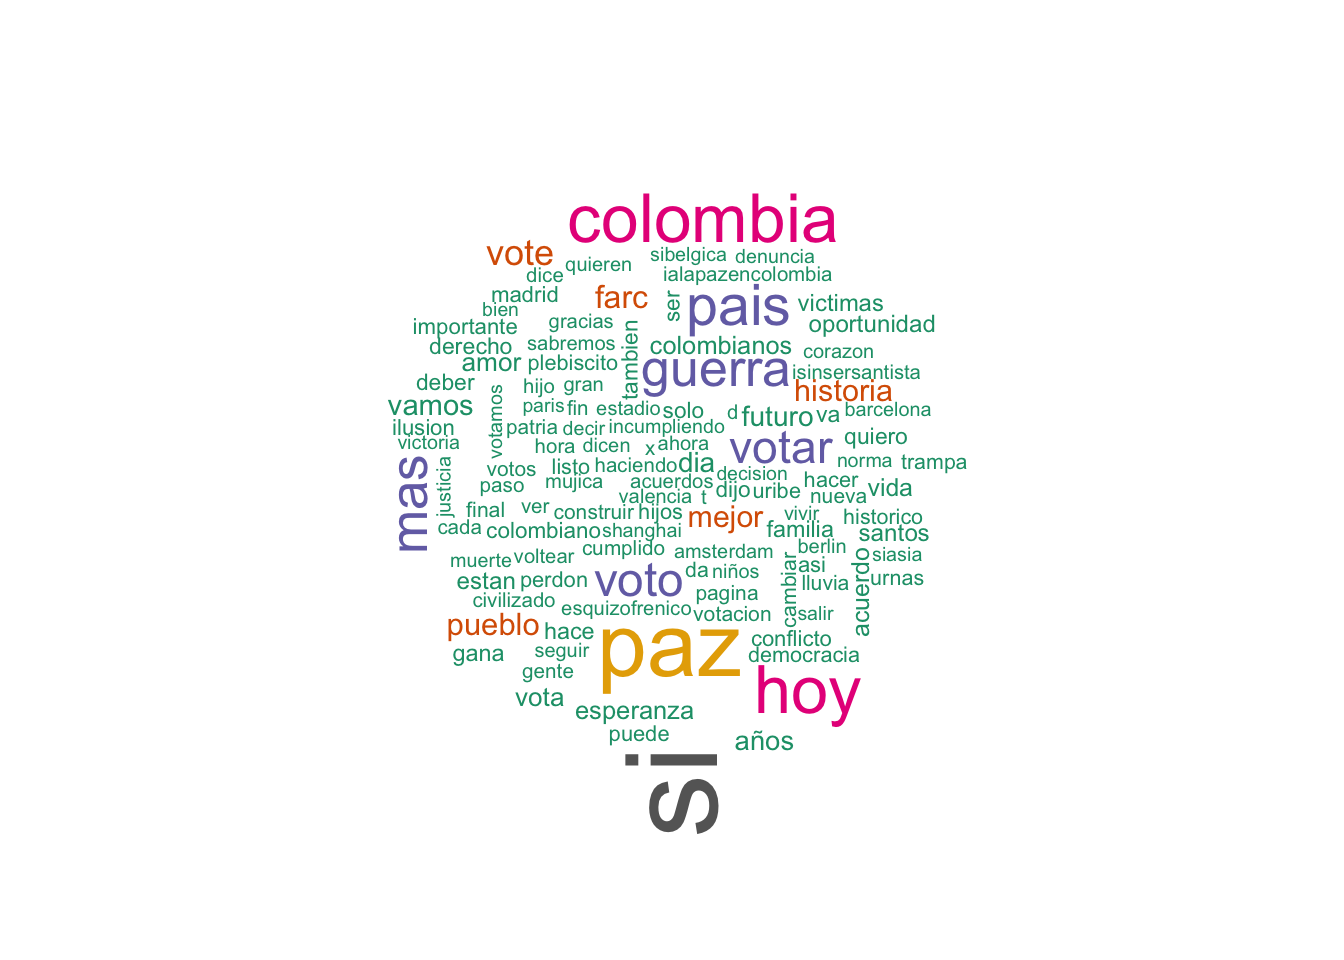 colombia
vote
sibelgica
denuncia
quieren
dice
ialapazencolombia
madrid
farc
ser
pais
victimas
bien
importante
gracias
tambien
oportunidad
derecho
sabremos
colombianos
corazon
amor
plebiscito
guerra
isinsersantista
deber
hijo
gran
historia
vamos
votamos
paris
fin
estadio
solo
d
futuro
va
barcelona
ilusion
patria
decir
incumpliendo
victoria
hora
dicen
x
ahora
votar
quiero
mas
justicia
votos
listo
haciendo
dia
decision
norma
trampa
paso
mujica
acuerdos
dijo
uribe
hacer
nueva
vida
valencia
t
final
ver
construir
hijos
mejor
vivir
historico
cada
colombiano
shanghai
familia
santos
muerte
voltear
cumplido
amsterdam
berlin
siasia
estan
perdon
voto
da
niños
cambiar
asi
lluvia
acuerdo
urnas
civilizado
esquizofrenico
pagina
votacion
salir
pueblo
hace
paz
conflicto
gana
seguir
democracia
gente
hoy
vota
esperanza
puede
años
si